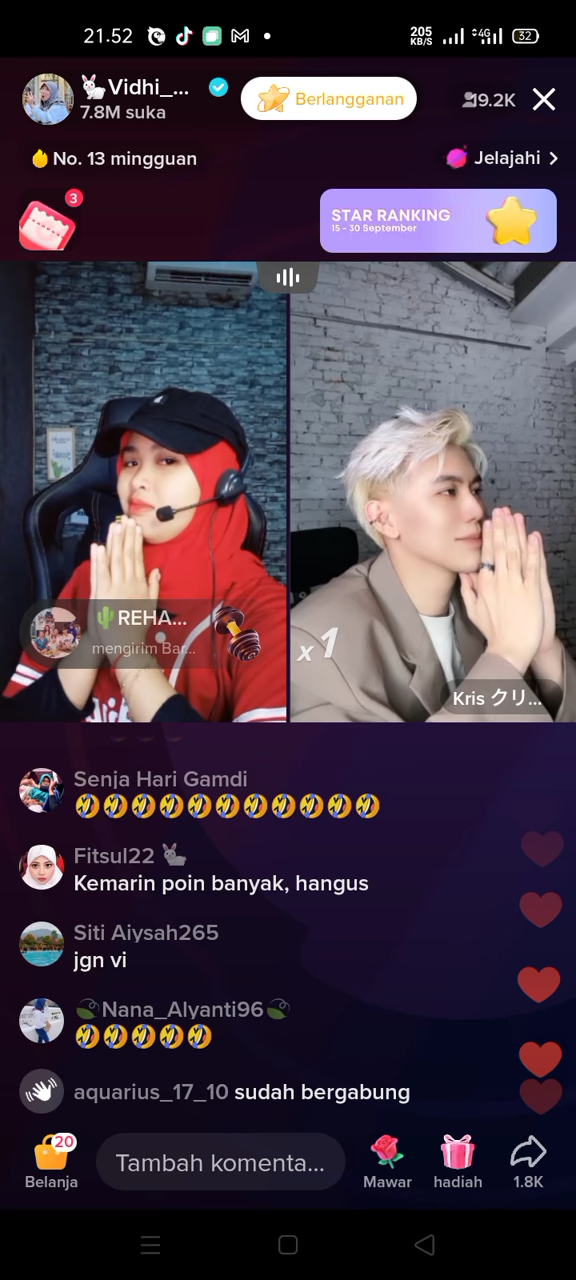 21.52
205
KB/S
4G
32
Vidhi_...
7.8M suka
Berlangganan
19.2K
No. 13 mingguan
Jelajahi
3
STAR RANKING
15 - 30 September
REHA...
mengirim Bar...
x1
Kris クリ...
Senja Hari Gamdi
🤣🤣🤣🤣🤣🤣🤣🤣🤣🤣🤣
Fitsul22 🐇
Kemarin poin banyak, hangus
Siti Aiysah265
jgn vi
🍃Nana_Alyanti96🍃
🤣🤣🤣🤣🤣
aquarius_17_10 sudah bergabung
20
Belanja
Tambah komenta...
Mawar
hadiah
1.8K